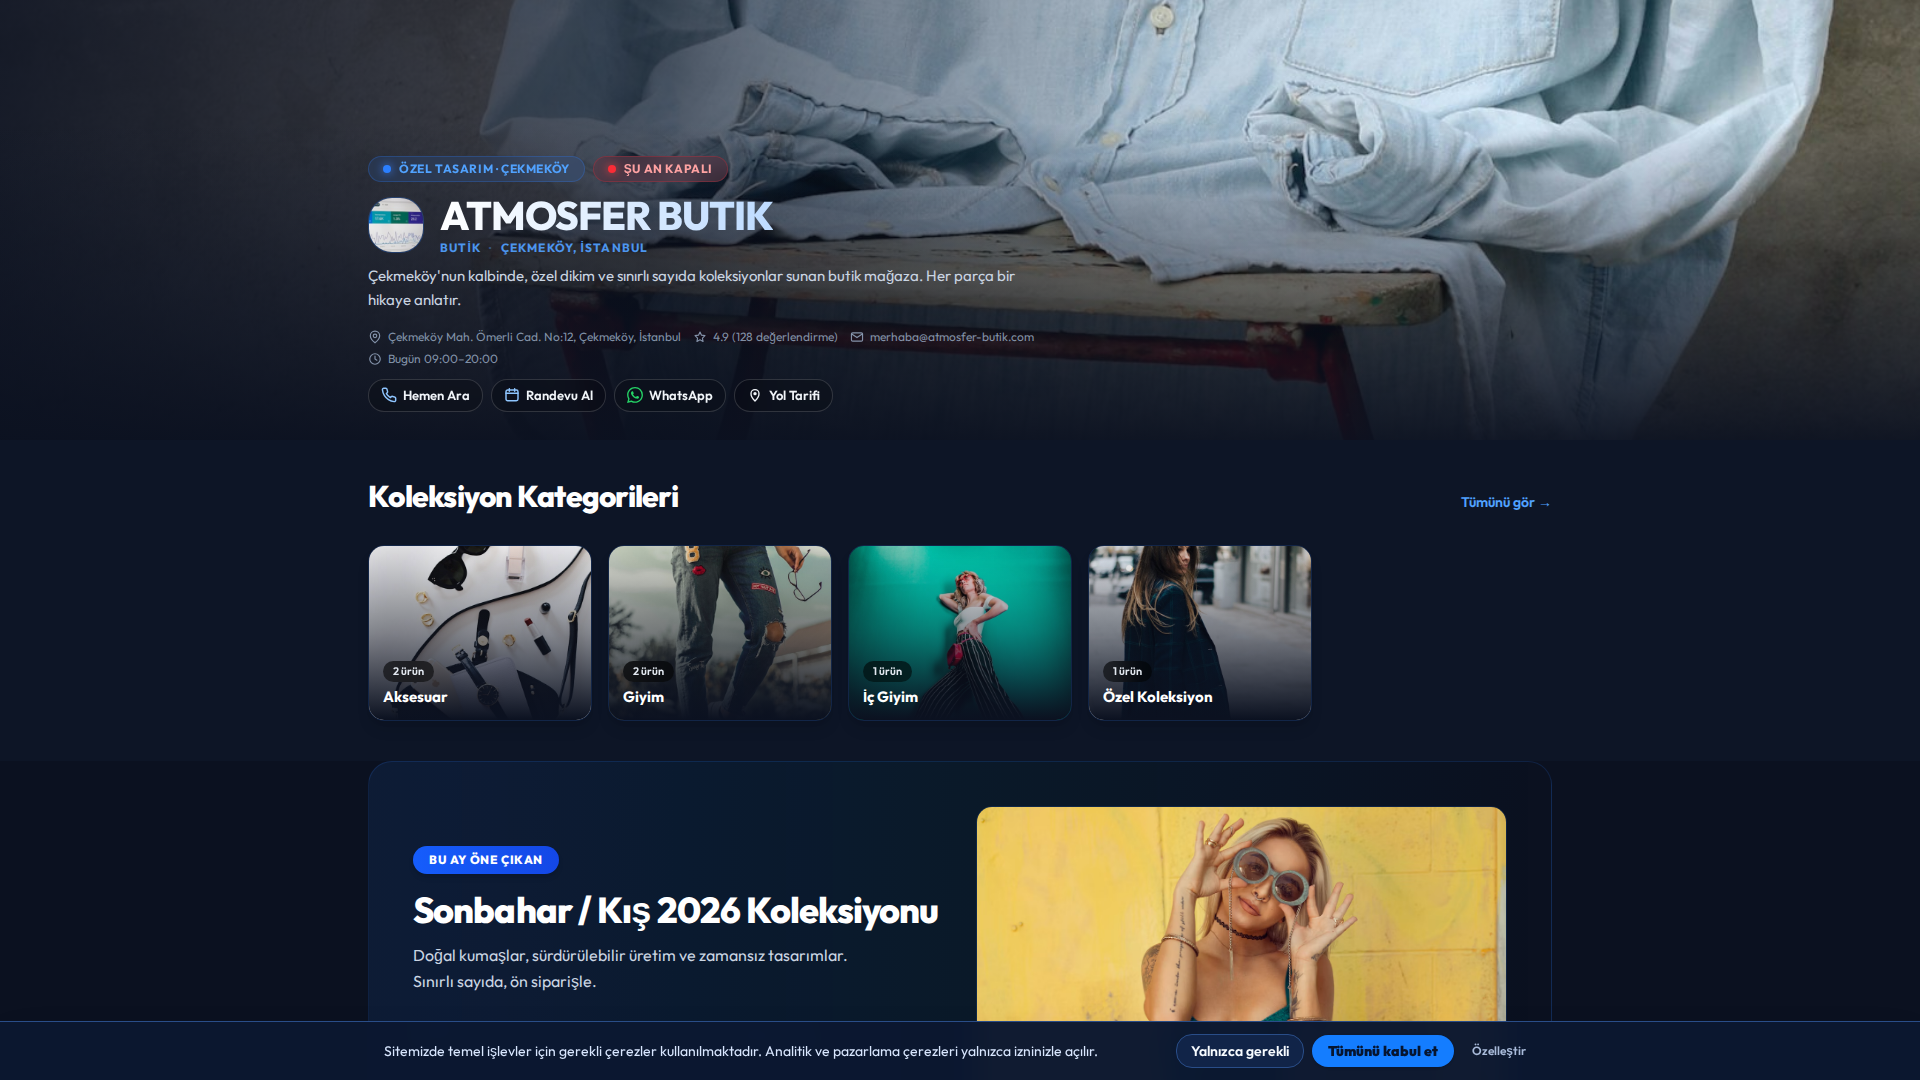 ÖZEL TASARIM · ÇEKMEKÖY
ŞU AN KAPALI
ATMOSFER BUTIK
BUTİK · ÇEKMEKÖY, İSTANBUL
Çekmeköy'nun kalbinde, özel dikim ve sınırlı sayıda koleksiyonlar sunan butik mağaza. Her parça bir
hikaye anlatır.
Çekmeköy Mah. Ömerli Cad. No:12, Çekmeköy, İstanbul
4.9 (128 değerlendirme)
merhaba@atmosfer-butik.com
Bugün 09:00–20:00
Hemen Ara
Randevu Al
WhatsApp
Yol Tarifi
Koleksiyon Kategorileri
Tümünü gör →
2 ürün
Aksesuar
2 ürün
Giyim
1 ürün
İç Giyim
1 ürün
Özel Koleksiyon
BU AY ÖNE ÇIKAN
Sonbahar / Kış 2026 Koleksiyonu
Doğal kumaşlar, sürdürülebilir üretim ve zamansız tasarımlar.
Sınırlı sayıda, ön siparişle.
Sitemizde temel işlevler için gerekli çerezler kullanılmaktadır. Analitik ve pazarlama çerezleri yalnızca izninizle açılır.
Yalnızca gerekli
Tümünü kabul et
Özelleştir